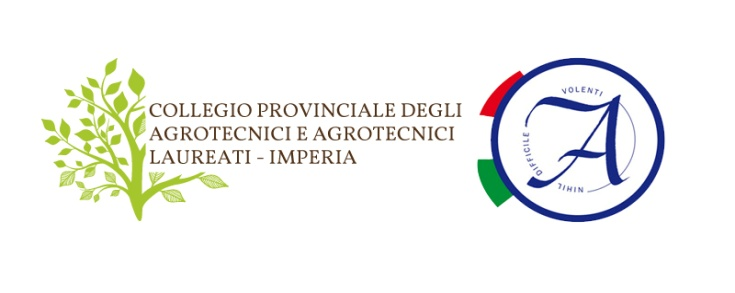 COLLEGIO PROVINCIALE DEGLI
AGROTECNICI E AGROTECNICI
LAUREATI - IMPERIA
VOLENTI
A
NIHIL DIFFICILE